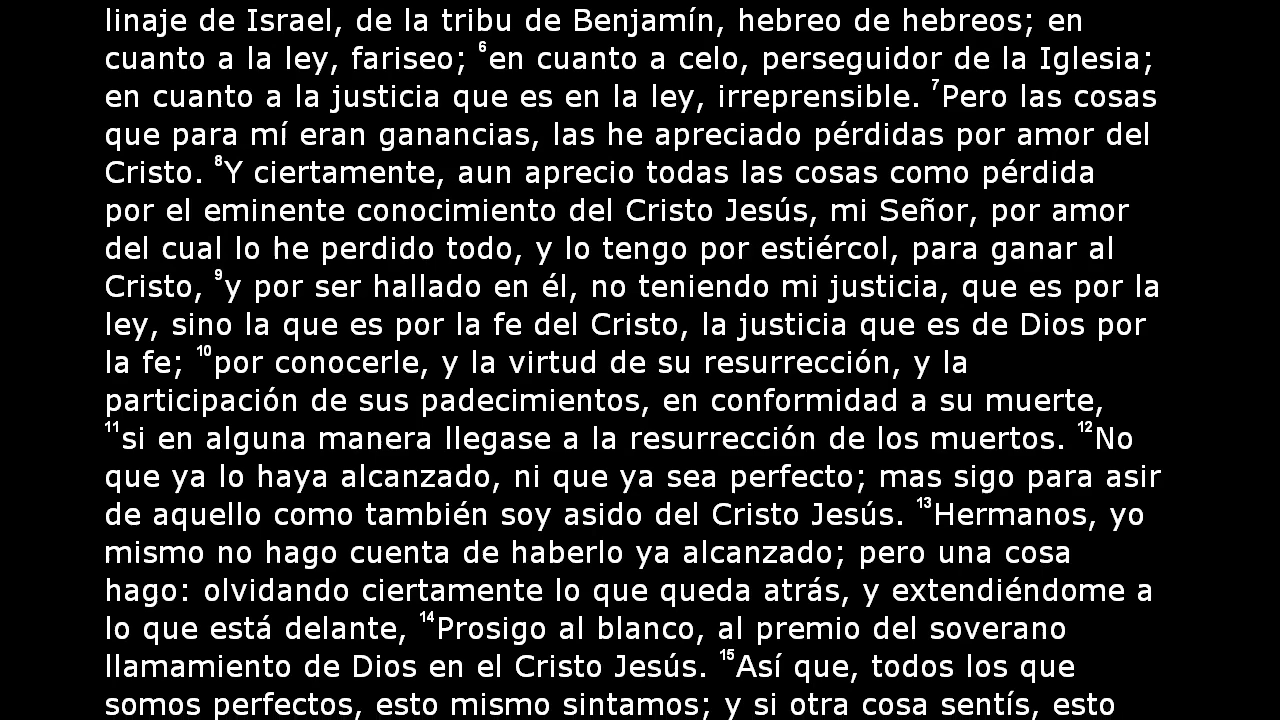 linaje de Israel, de la tribu de Benjamín, hebreo de hebreos; en
cuanto a la ley, fariseo; 6en cuanto a celo, perseguidor de la Iglesia;
en cuanto a la justicia que es en la ley, irreprensible. 7Pero las cosas
que para mí eran ganancias, las he apreciado pérdidas por amor del
Cristo. 8Y ciertamente, aun aprecio todas las cosas como pérdida
por el eminente conocimiento del Cristo Jesús, mi Señor, por amor
del cual lo he perdido todo, y lo tengo por estiércol, para ganar al
Cristo, 9y por ser hallado en él, no teniendo mi justicia, que es por la
ley, sino la que es por la fe del Cristo, la justicia que es de Dios por
la fe; 10por conocerle, y la virtud de su resurrección, y la
participación de sus padecimientos, en conformidad a su muerte,
11si en alguna manera llegase a la resurrección de los muertos. 12No
que ya lo haya alcanzado, ni que ya sea perfecto; mas sigo para asir
de aquello como también soy asido del Cristo Jesús. 13Hermanos, yo
mismo no hago cuenta de haberlo ya alcanzado; pero una cosa
hago: olvidando ciertamente lo que queda atrás, y extendiéndome a
lo que está delante, 14Prosigo al blanco, al premio del soverano
llamamiento de Dios en el Cristo Jesús. 15Así que, todos los que
somos perfectos, esto mismo sintamos; y si otra cosa sentís, esto